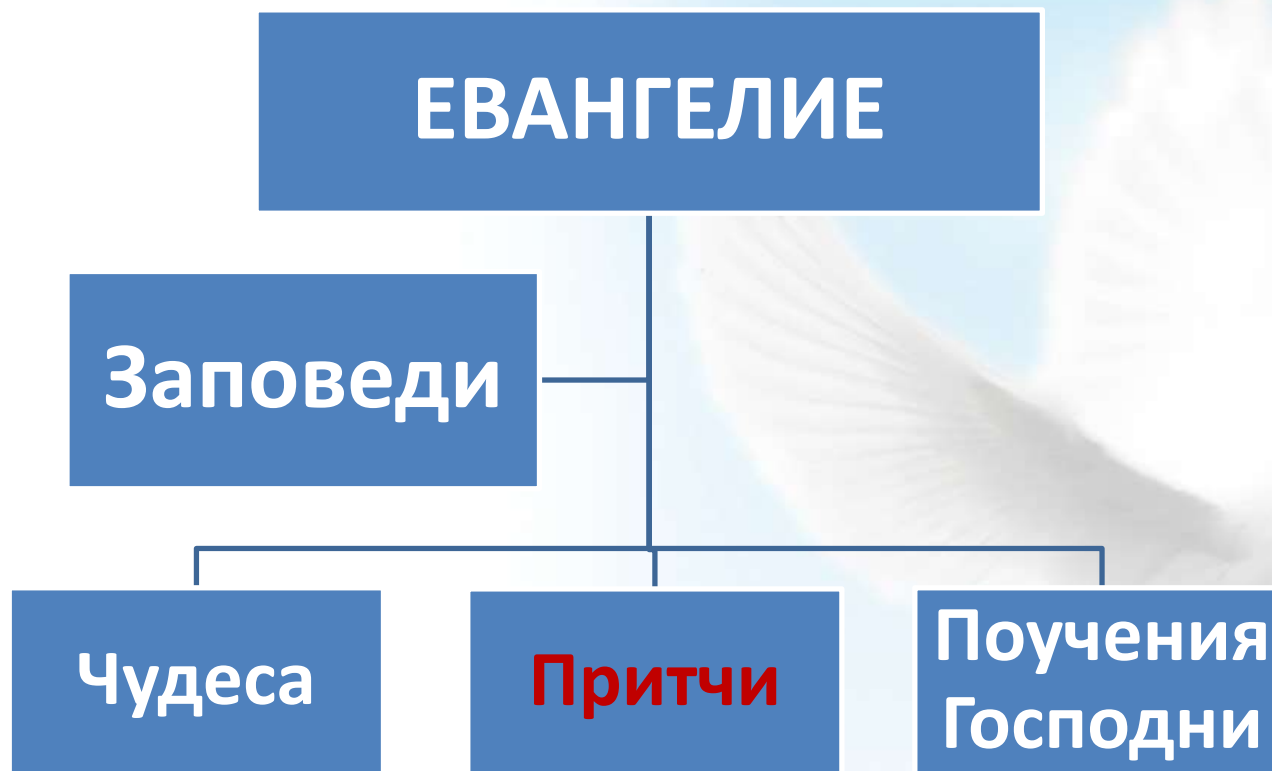 ЕВАНГЕЛИЕ
Заповеди
Чудеса
Притчи
Поучения
Господни